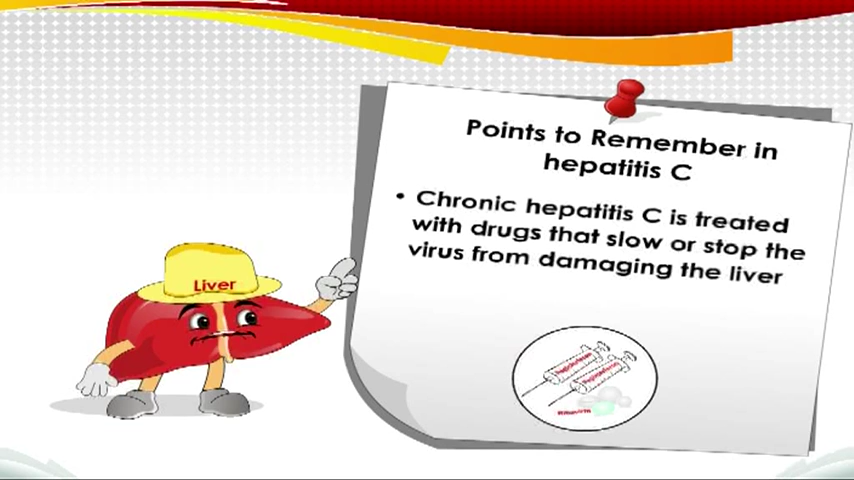 Points to Remember in
hepatitis C
• Chronic hepatitis C is treated
with drugs that slow or stop the
virus from damaging the liver
Liver